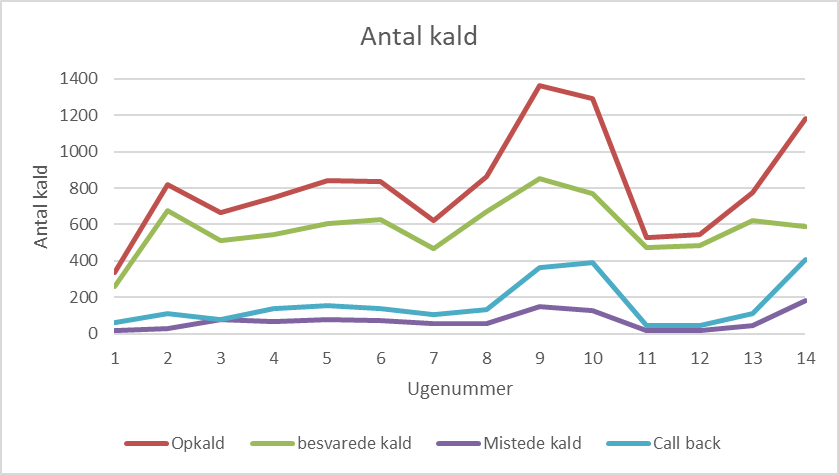 Antal kald
1400
1200
1000
800
600
400
200
0
Antal kald
1 2 3 4 5 6 7 8 9 10 11 12 13 14
Ugenummer
Opkald besvarede kald Mistede kald Call back